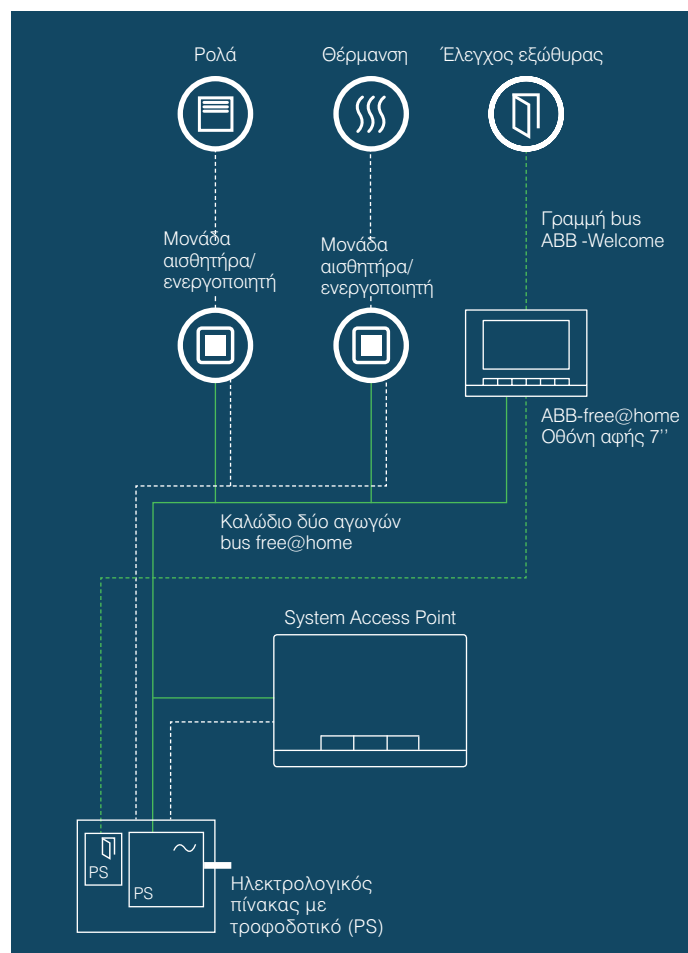 Ρολά
Θέρμανση
Έλεγχος εξώθυρας
Γραμμή bus
ABB -Welcome
Μονάδα
αισθητήρα/
ενεργοποιητή
Μονάδα
αισθητήρα/
ενεργοποιητή
ABB-free@home
Οθόνη αφής 7''
Καλώδιο δύο αγωγών
bus free@home
System Access Point
PS
PS
Ηλεκτρολογικός
πίνακας με
τροφοδοτικό (PS)